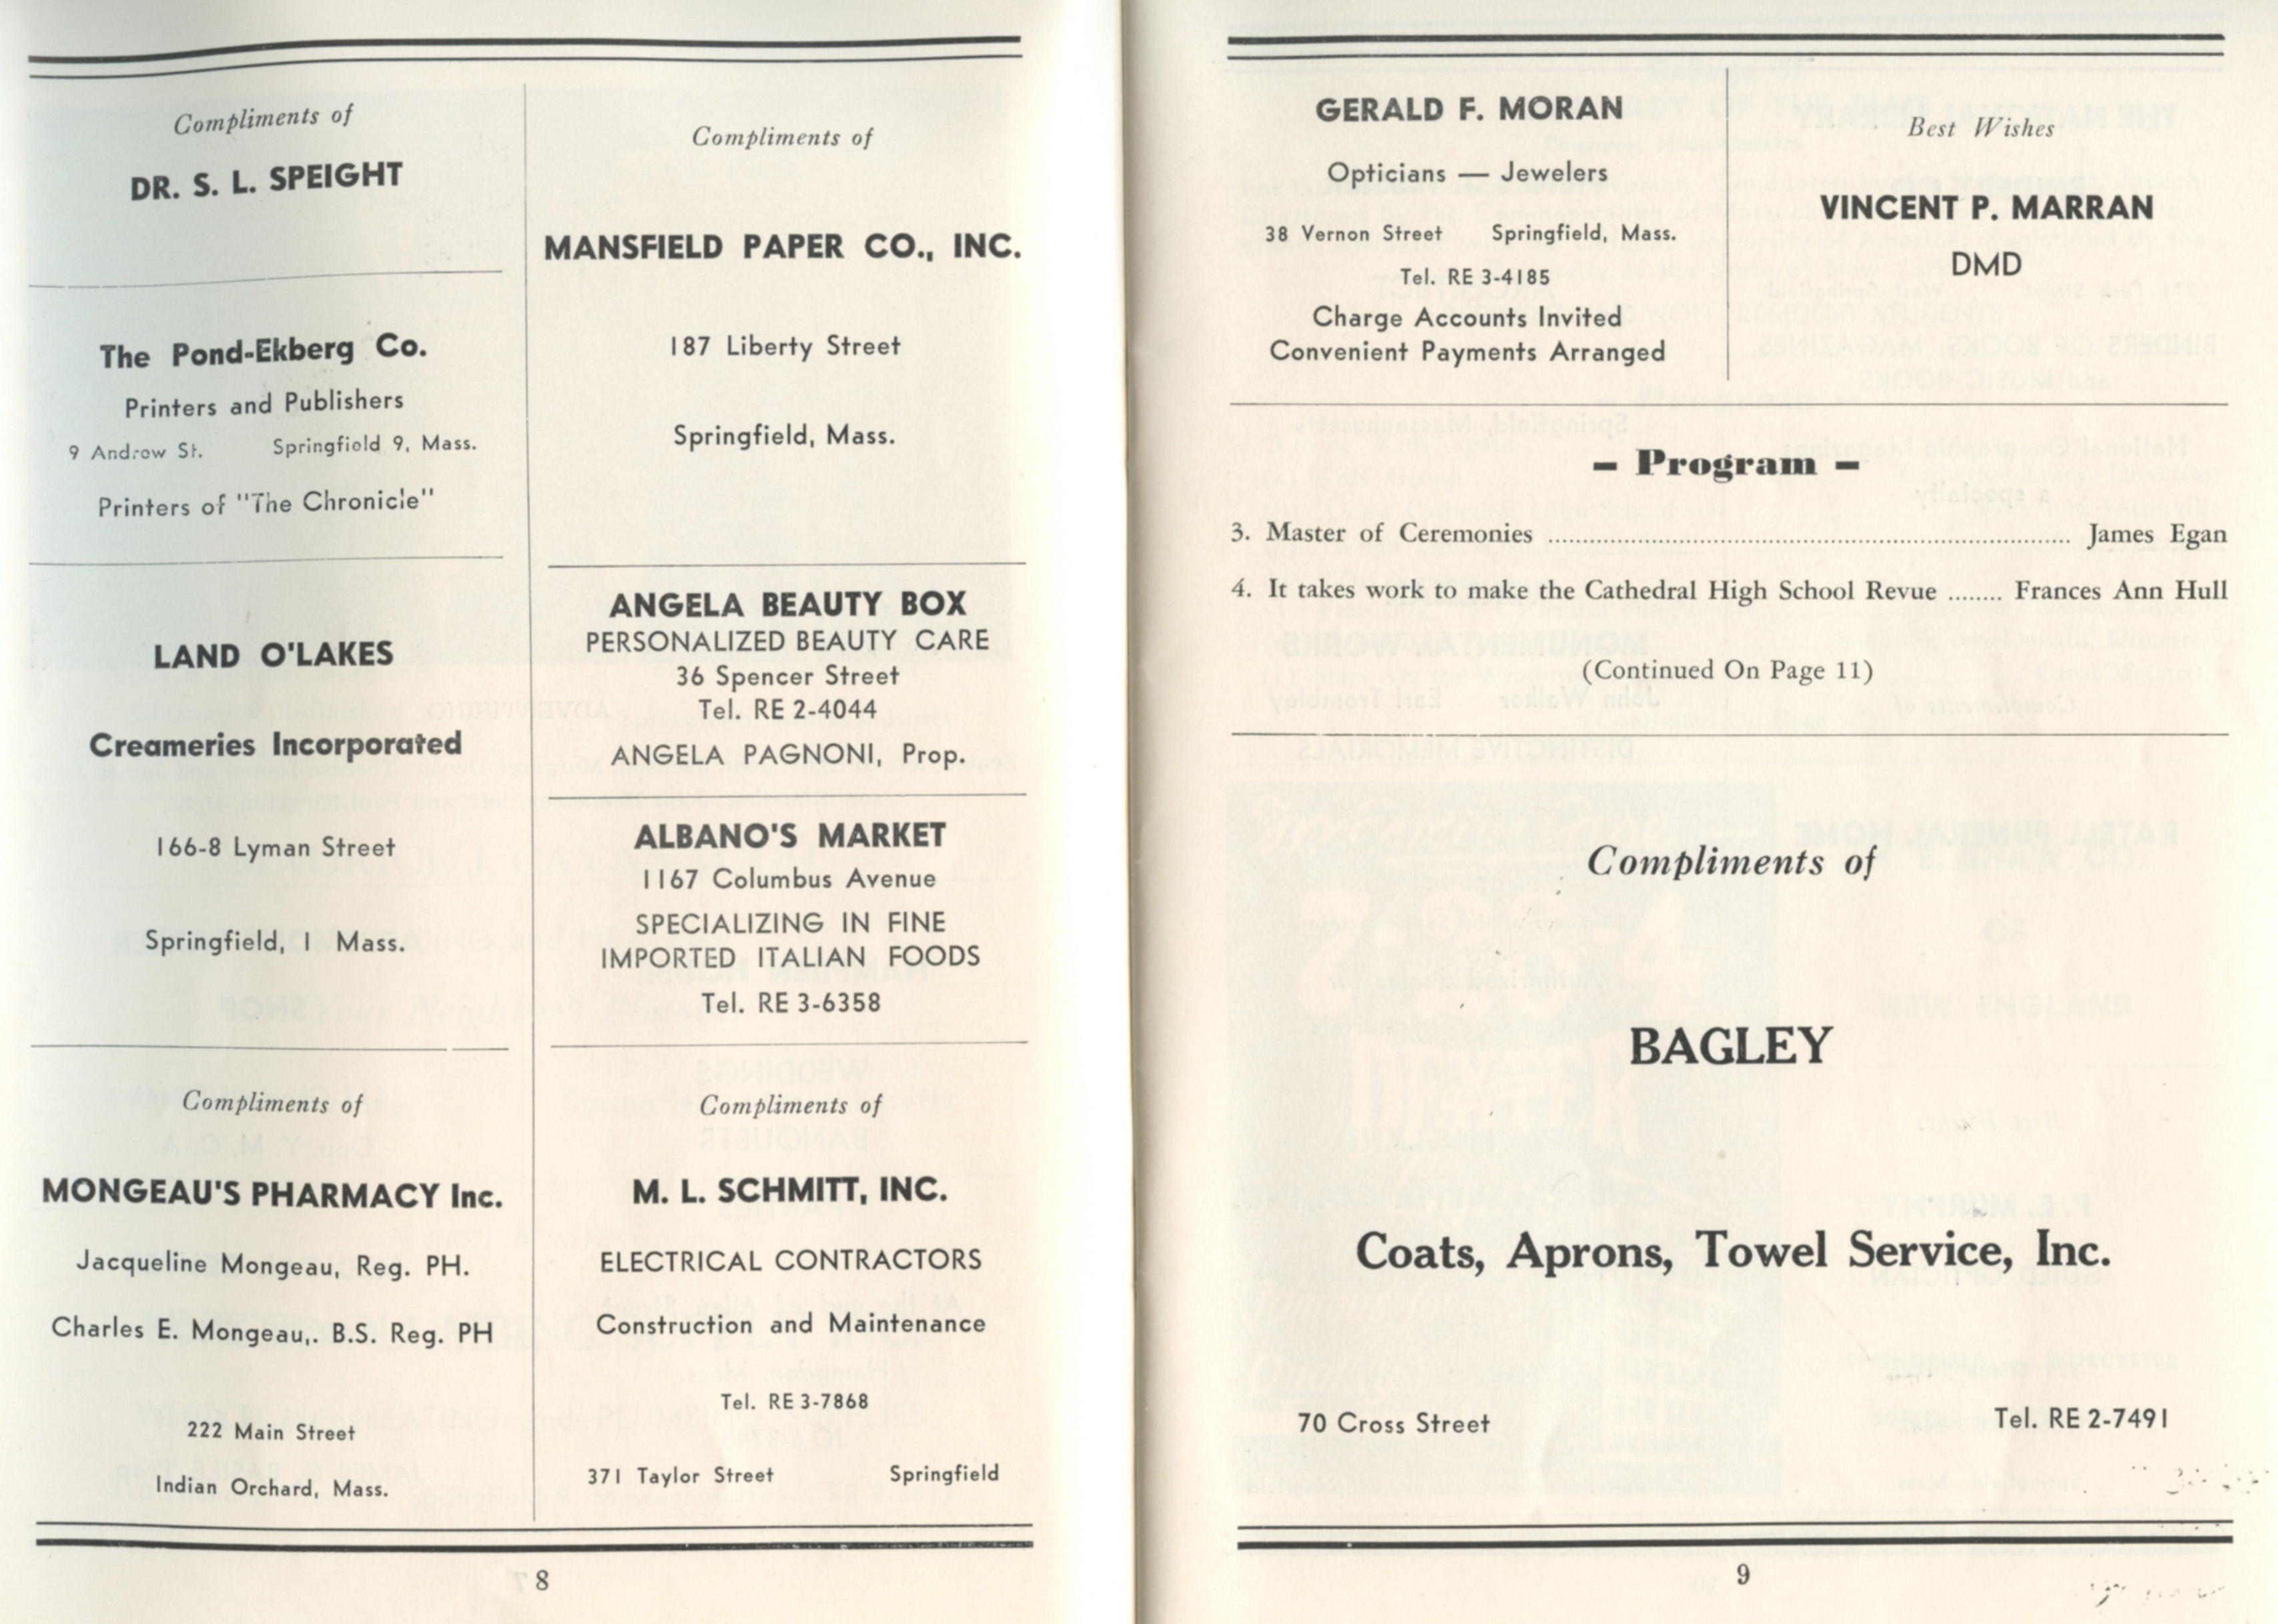 Compliments of
DR. S. L. SPEIGHT
The Pond-Ekberg Co.
Printers and Publishers
9 Andrew St. Springfield 9, Mass.
Printers of "The Chronicle"
LAND O'LAKES
Creameries Incorporated
166-8 Lyman Street
Springfield, 1 Mass.
Compliments of
MONGEAU'S PHARMACY Inc.
Jacqueline Mongeau, Reg. PH.
Charles E. Mongeau,. B.S. Reg. PH
222 Main Street
Indian Orchard, Mass.
Compliments of
MANSFIELD PAPER CO., INC.
187 Liberty Street
Springfield, Mass.
ANGELA BEAUTY BOX
PERSONALIZED BEAUTY CARE
36 Spencer Street
Tel. RE 2-4044
ANGELA PAGNONI, Prop.
ALBANO'S MARKET
1167 Columbus Avenue
SPECIALIZING IN FINE
IMPORTED ITALIAN FOODS
Tel. RE 3-6358
Compliments of
M. L. SCHMITT, INC.
ELECTRICAL CONTRACTORS
Construction and Maintenance
Tel. RE 3-7868
371 Taylor Street Springfield
8
GERALD F. MORAN
Opticians — Jewelers
38 Vernon Street Springfield, Mass.
Tel. RE 3-4185
Charge Accounts Invited
Convenient Payments Arranged
Best Wishes
VINCENT P. MARRAN
DMD
– Program –
3. Master of Ceremonies ........ James Egan
4. It takes work to make the Cathedral High School Revue ........ Frances Ann Hull
(Continued On Page 11)
Compliments of
BAGLEY
Coats, Aprons, Towel Service, Inc.
70 Cross Street Tel. RE 2-7491
9